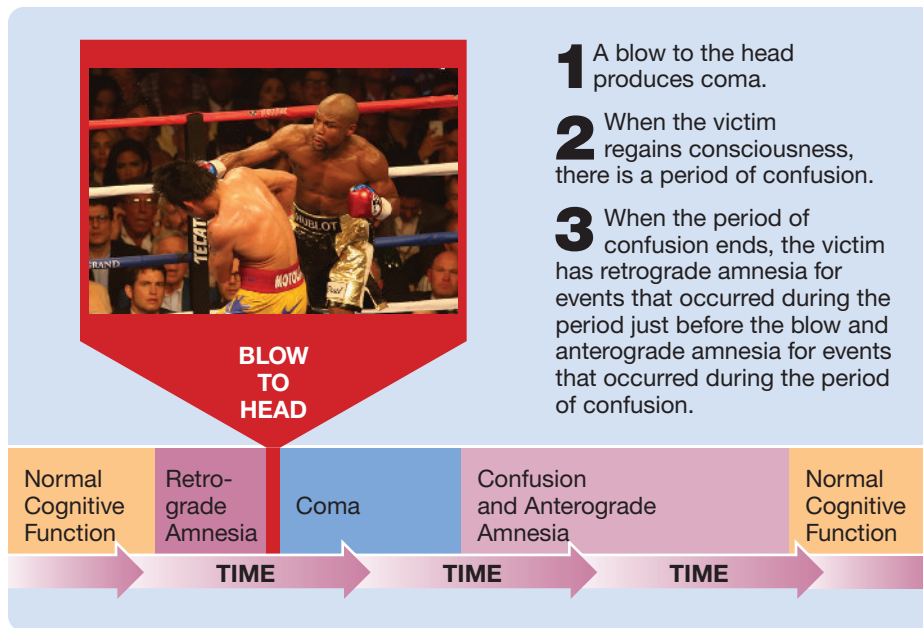 1 A blow to the head
produces coma.
2 When the victim
regains consciousness,
there is a period of confusion.
3 When the period of
confusion ends, the victim
has retrograde amnesia for
events that occurred during the
period just before the blow and
anterograde amnesia for events
that occurred during the period
of confusion.
TECATE
GRAND
HUBLOT
BLOW
TO
HEAD
Normal
Cognitive
Function
Retro-
grade
Amnesia
Coma
Confusion
and Anterograde
Amnesia
Normal
Cognitive
Function
TIME
TIME
TIME